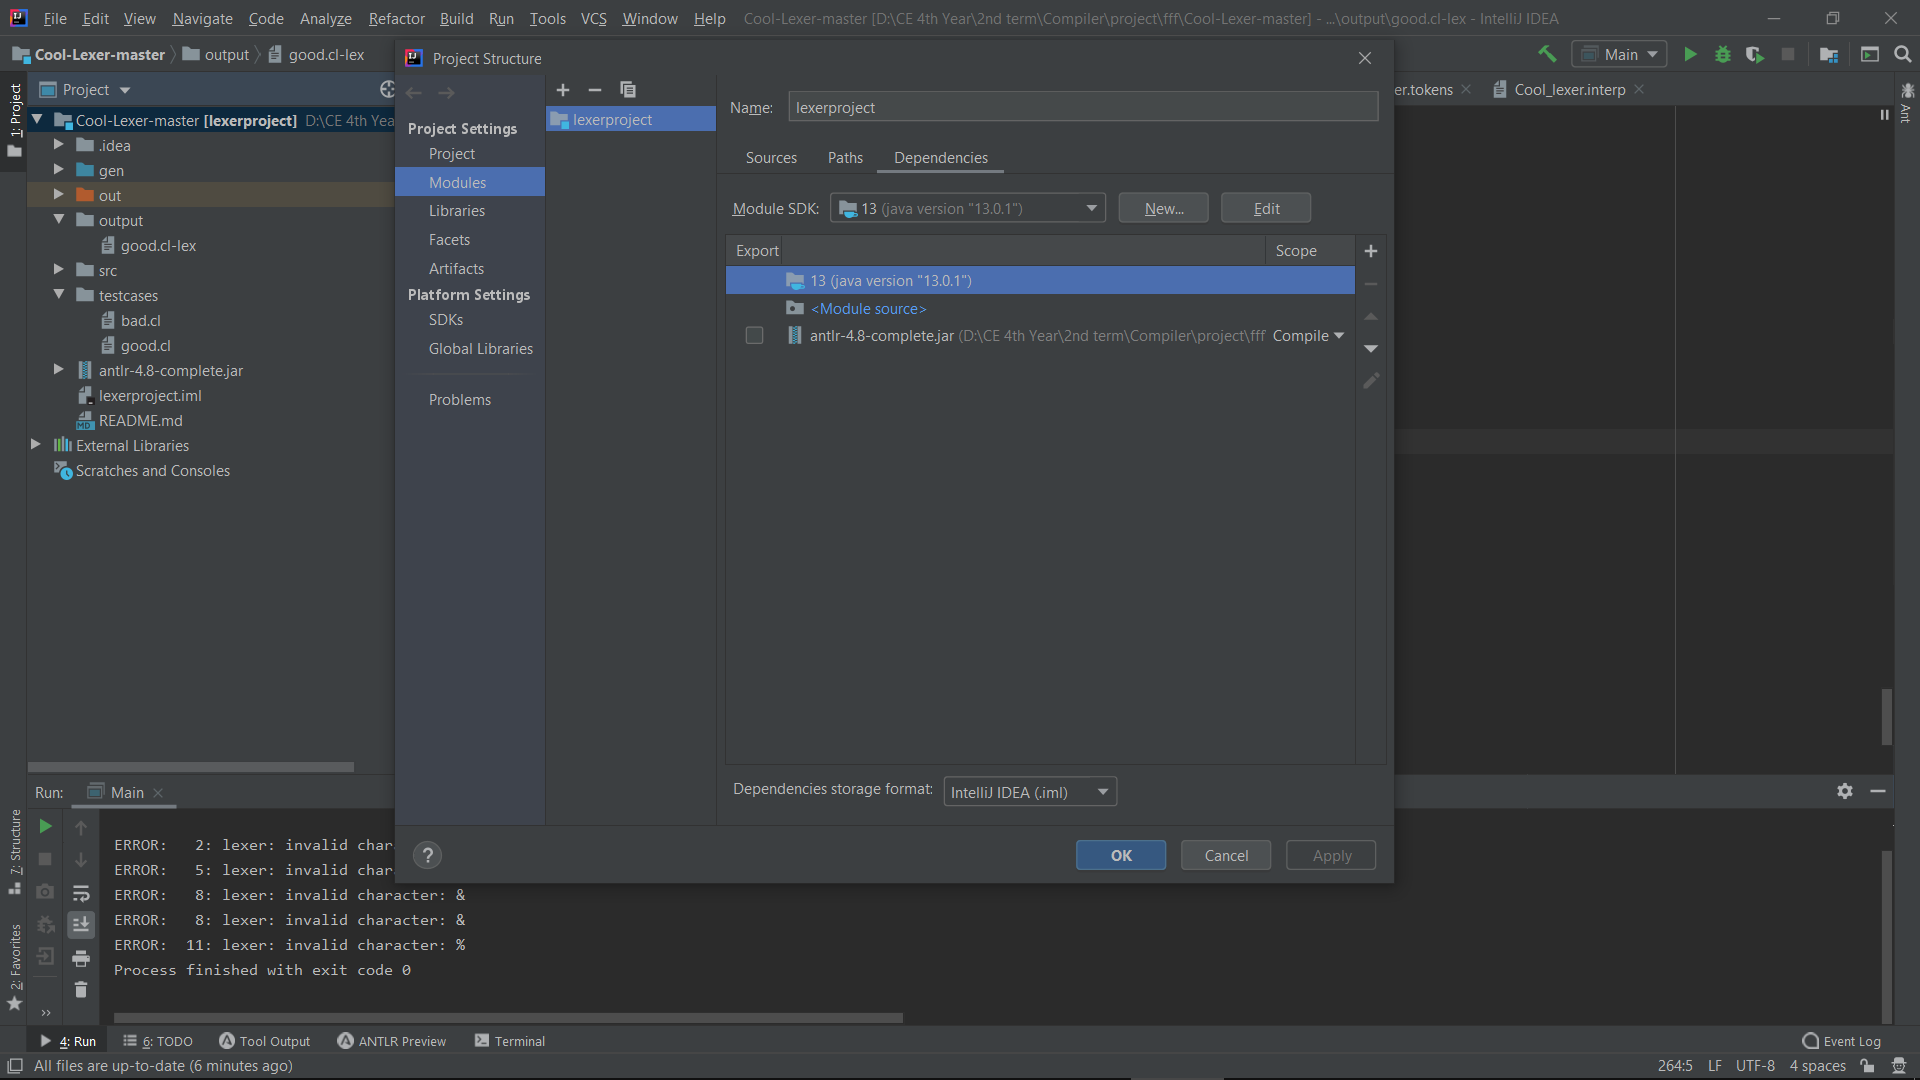 File Edit View Navigate Code Analyze Refactor Build Run Tools VCS Window Help Cool-Lexer-master [D:\CE 4th Year\2nd term\Compiler\project\fff\Cool-Lexer-master] - ...\output\good.cl-lex - IntelliJ IDEA
Cool-Lexer-master output good.cl-lex
Main
Project
1: Project
Cool-Lexer-master [lexerproject] D:\CE 4th Yea
.idea
gen
out
output
good.cl-lex
src
testcases
bad.cl
good.cl
antlr-4.8-complete.jar
lexerproject.iml
README.md
External Libraries
Scratches and Consoles
er.tokens
Cool_lexer.interp
Ant
Project Structure
Project Settings
Project
Modules
Libraries
Facets
Artifacts
Platform Settings
SDKs
Global Libraries
Problems
lexerproject
Name: lexerproject
Sources Paths Dependencies
Module SDK: 13 (java version "13.0.1") New... Edit
Export Scope
13 (java version "13.0.1")
<Module source>
antlr-4.8-complete.jar (D:\CE 4th Year\2nd term\Compiler\project\fff Compile
Dependencies storage format: IntelliJ IDEA (.iml)
? OK Cancel Apply
Run: Main
7: Structure
2: Favorites
ERROR: 2: lexer: invalid char
ERROR: 5: lexer: invalid char
ERROR: 8: lexer: invalid character: &
ERROR: 8: lexer: invalid character: &
ERROR: 11: lexer: invalid character: %
Process finished with exit code 0
4: Run 6: TODO Tool Output ANTLR Preview Terminal Event Log
All files are up-to-date (6 minutes ago) 264:5 LF UTF-8 4 spaces